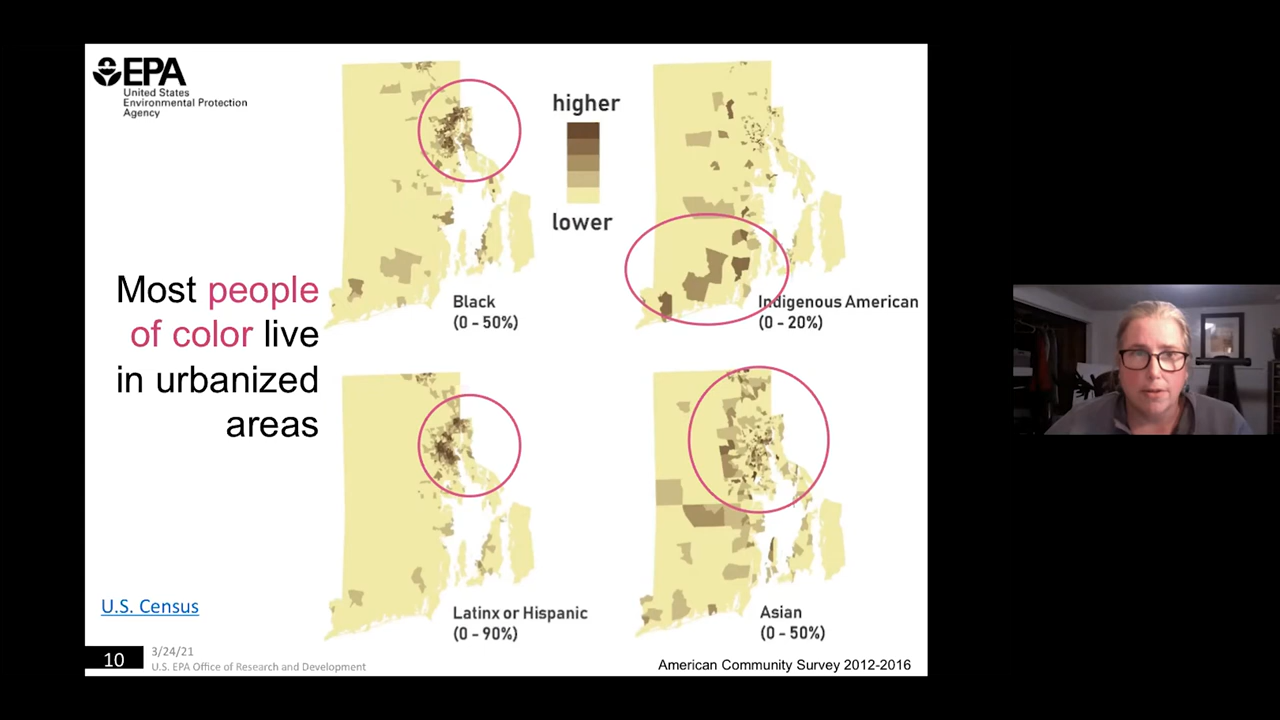 EPA
United States
Environmental Protection
Agency
higher
lower
Most people
of color live
in urbanized
areas
Black
(0 - 50%)
Indigenous American
(0 - 20%)
Latinx or Hispanic
(0 - 90%)
Asian
(0 - 50%)
U.S. Census
10
3/24/21
U.S. EPA Office of Research and Development
American Community Survey 2012-2016